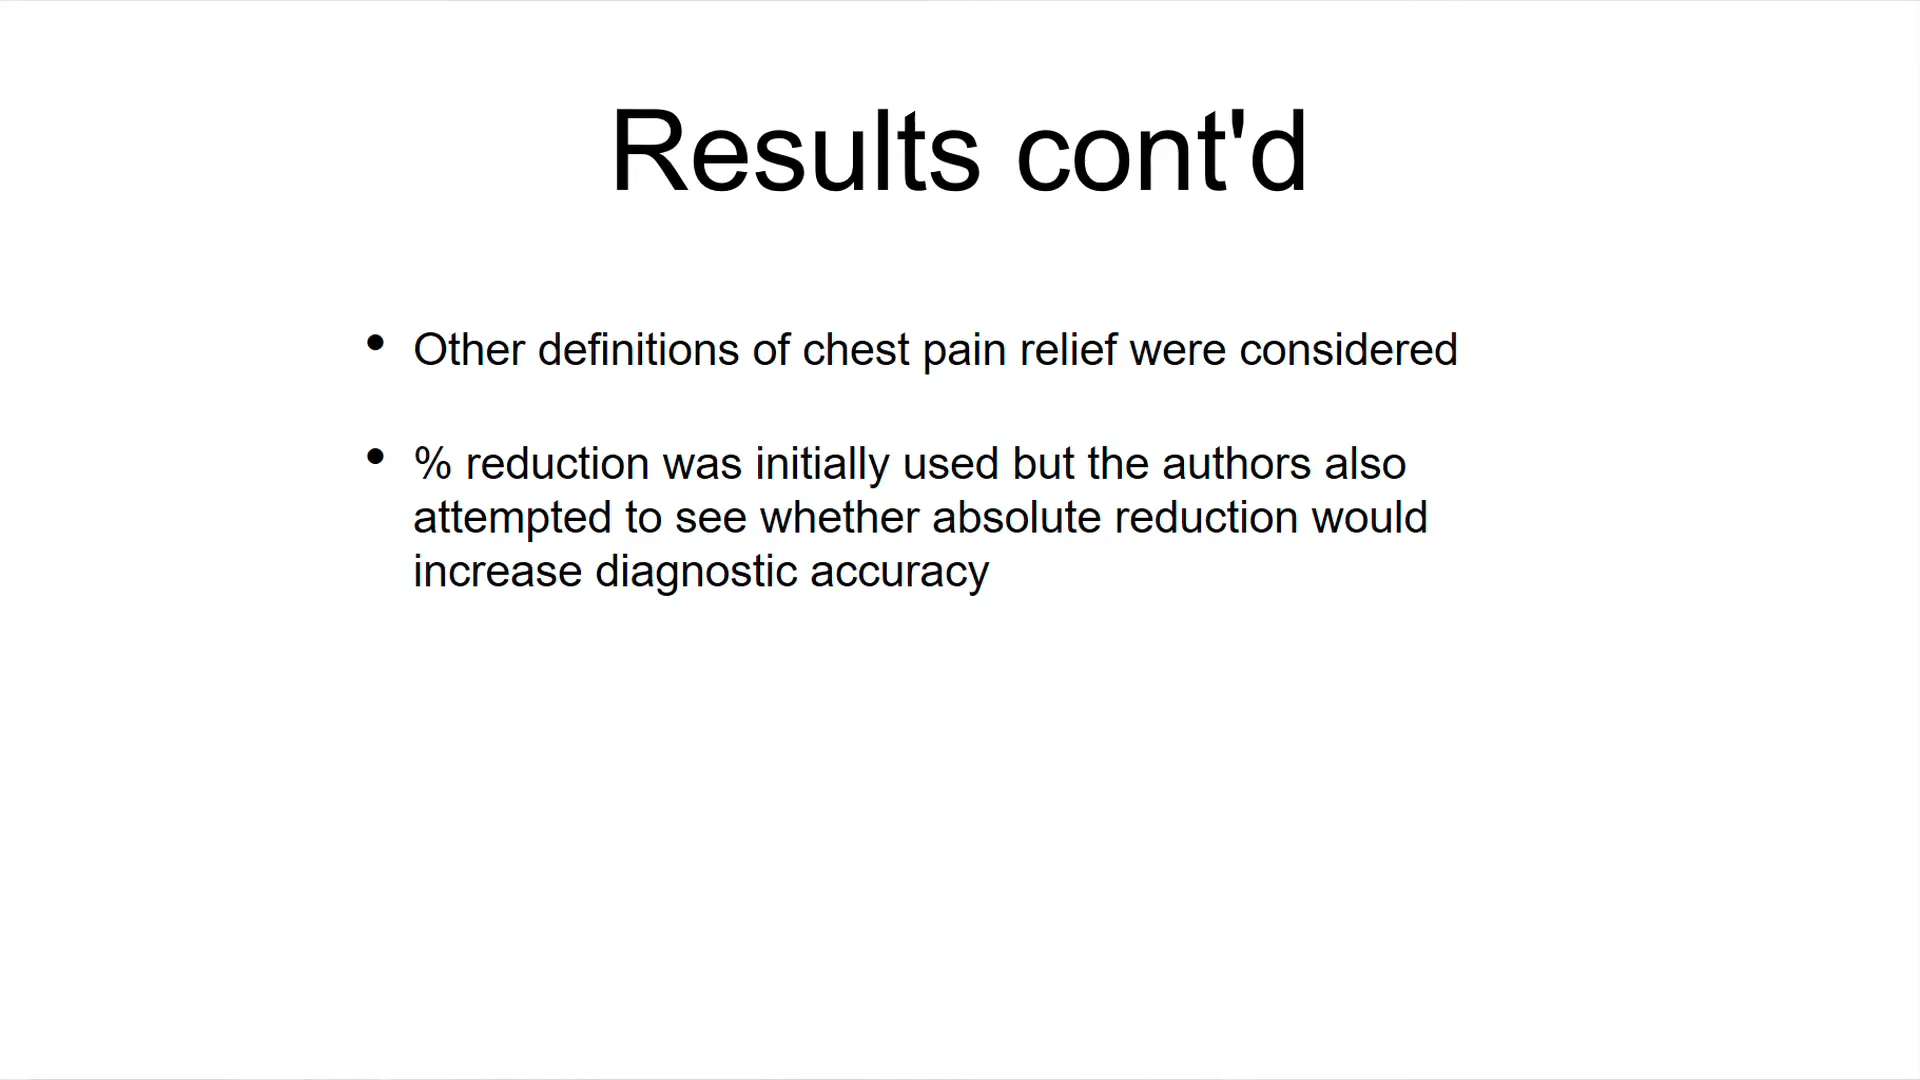 Results cont'd
• Other definitions of chest pain relief were considered
• % reduction was initially used but the authors also
attempted to see whether absolute reduction would
increase diagnostic accuracy